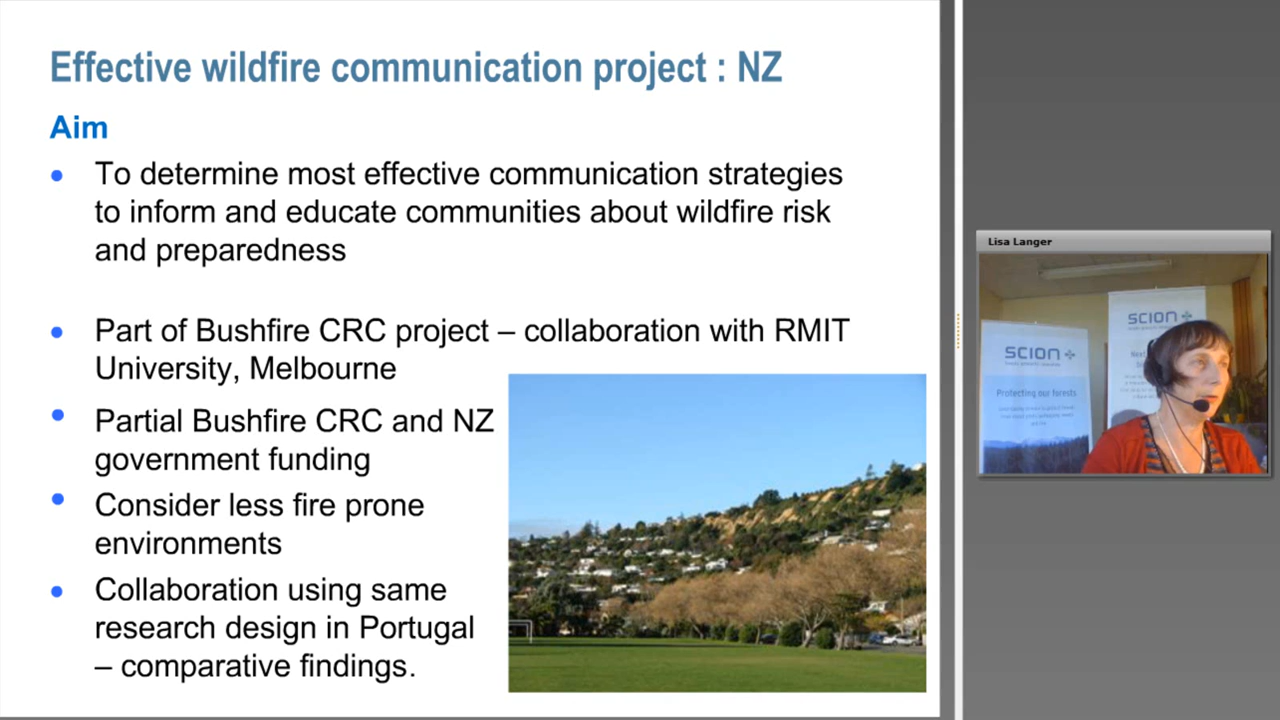 Effective wildfire communication project : NZ
Aim
• To determine most effective communication strategies
to inform and educate communities about wildfire risk
and preparedness
• Part of Bushfire CRC project – collaboration with RMIT
University, Melbourne
• Partial Bushfire CRC and NZ
government funding
• Consider less fire prone
environments
• Collaboration using same
research design in Portugal
– comparative findings.
Lisa Langer
SCION
SCION
Protecting our forests